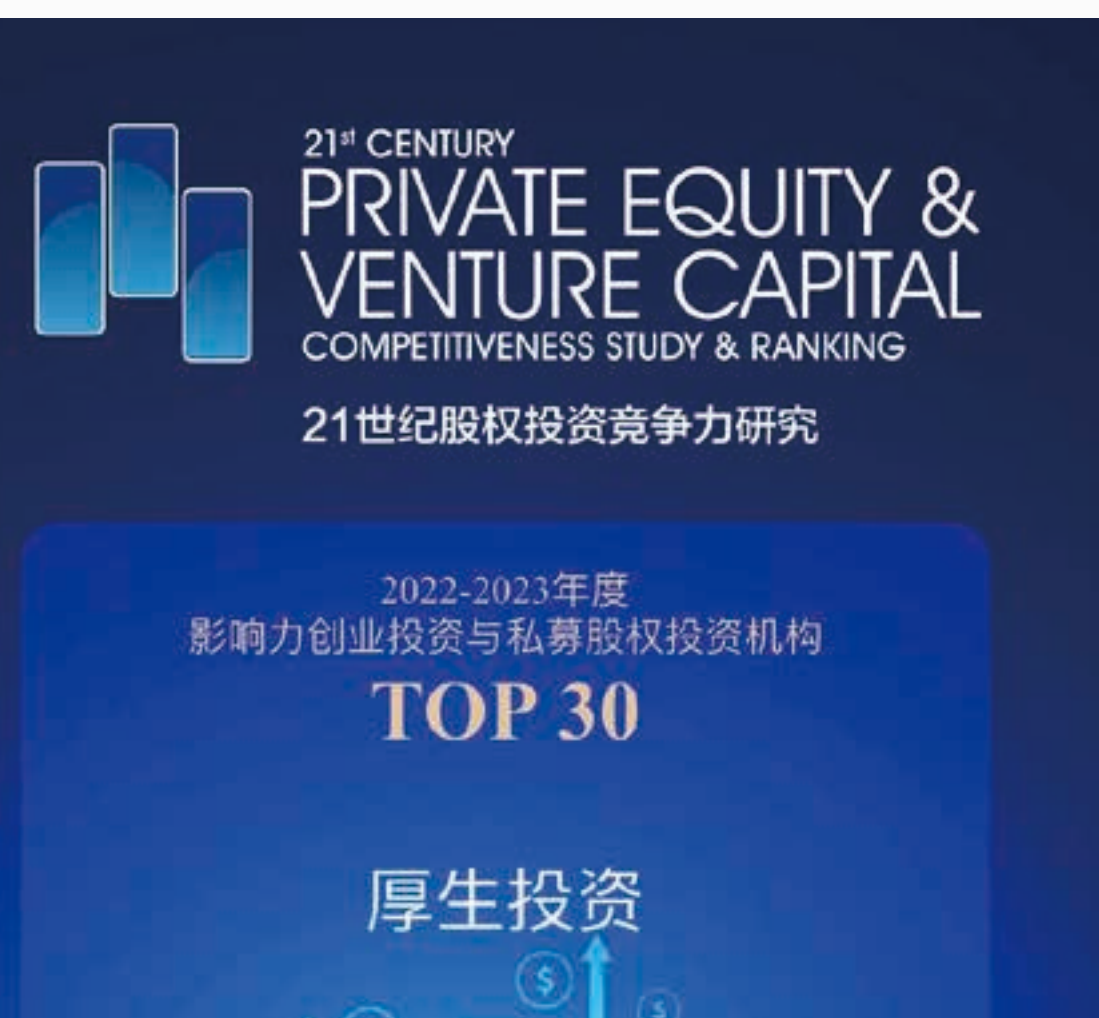 21st CENTURY
PRIVATE EQUITY &
VENTURE CAPITAL
COMPETITIVENESS STUDY & RANKING
21世纪股权投资竞争力研究
2022-2023年度
影响力创业投资与私募股权投资机构
TOP 30
厚生投资
$
$